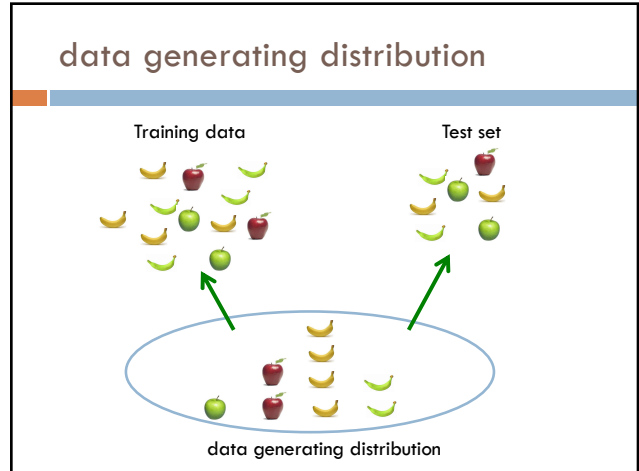 data generating distribution
Training data
Test set
data generating distribution